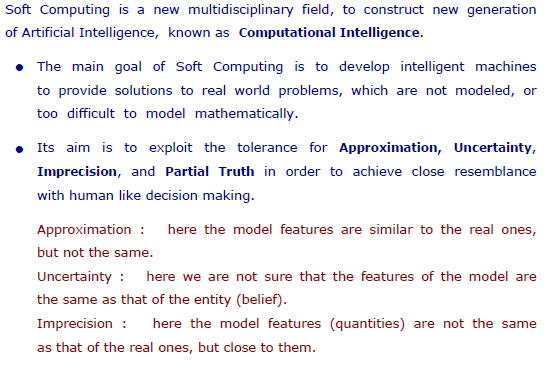 Soft Computing is a new multidisciplinary field, to construct new generation
of Artificial Intelligence, known as Computational Intelligence.
● The main goal of Soft Computing is to develop intelligent machines
to provide solutions to real world problems, which are not modeled, or
too difficult to model mathematically.
● Its aim is to exploit the tolerance for Approximation, Uncertainty,
Imprecision, and Partial Truth in order to achieve close resemblance
with human like decision making.
Approximation : here the model features are similar to the real ones,
but not the same.
Uncertainty : here we are not sure that the features of the model are
the same as that of the entity (belief).
Imprecision : here the model features (quantities) are not the same
as that of the real ones, but close to them.